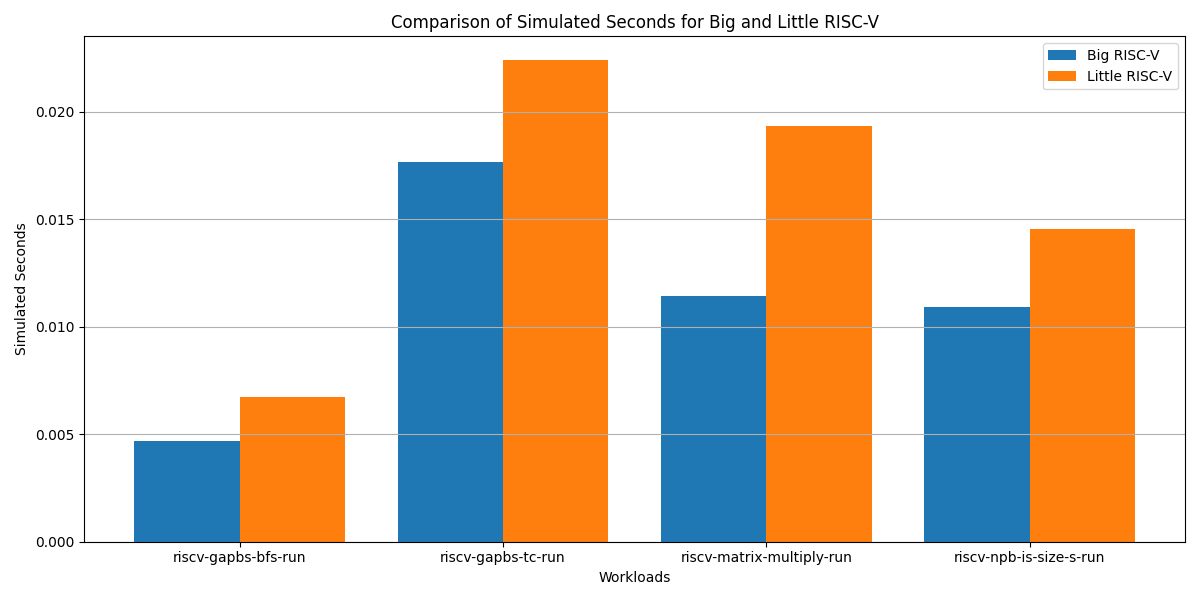 Comparison of Simulated Seconds for Big and Little RISC-V
Big RISC-V
Little RISC-V
Simulated Seconds
0.020
0.015
0.010
0.005
0.000
riscv-gapbs-bfs-run
riscv-gapbs-tc-run
riscv-matrix-multiply-run
riscv-npb-is-size-s-run
Workloads